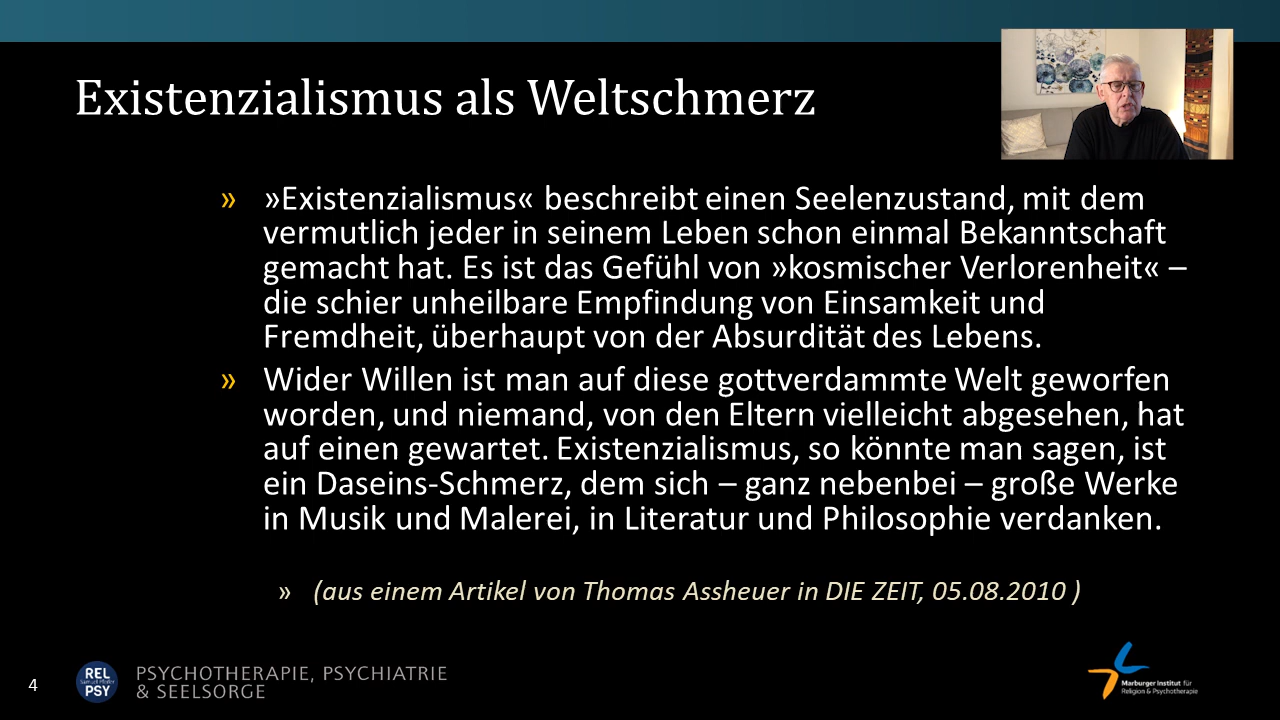 Existenzialismus als Weltschmerz
» »Existenzialismus« beschreibt einen Seelenzustand, mit dem
vermutlich jeder in seinem Leben schon einmal Bekanntschaft
gemacht hat. Es ist das Gefühl von »kosmischer Verlorenheit« –
die schier unheilbare Empfindung von Einsamkeit und
Fremdheit, überhaupt von der Absurdität des Lebens.
» Wider Willen ist man auf diese gottverdammte Welt geworfen
worden, und niemand, von den Eltern vielleicht abgesehen, hat
auf einen gewartet. Existenzialismus, so könnte man sagen, ist
ein Daseins-Schmerz, dem sich – ganz nebenbei – große Werke
in Musik und Malerei, in Literatur und Philosophie verdanken.
» (aus einem Artikel von Thomas Assheuer in DIE ZEIT, 05.08.2010 )
4
REL
Samuel Pfeifer
PSY
PSYCHOTHERAPIE, PSYCHIATRIE
& SEELSORGE
Marburger Institut für
Religion & Psychotherapie